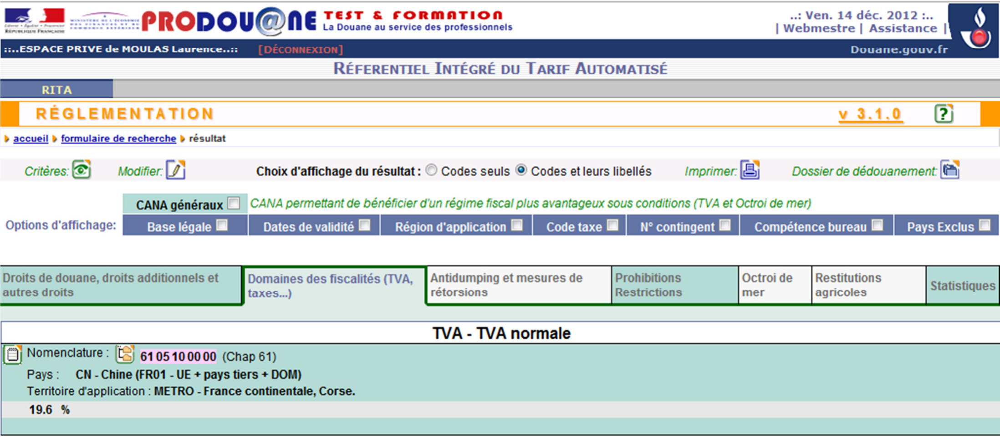 PRODOU@NE TEST & FORMATION
La Douane au service des professionnels
..: Ven. 14 déc. 2012 :..
| Webmestre | Assistance |
Liberté • Égalité • Fraternité
RÉPUBLIQUE FRANÇAISE
::..ESPACE PRIVE de MOULAS Laurence..:: [DÉCONNEXION] Douane.gouv.fr
RÉFERENTIEL INTÉGRÉ DU TARIF AUTOMATISÉ
RITA
RÉGLEMENTATION v 3.1.0 ?
accueil formulaire de recherche résultat
Critères: Modifier: Choix d'affichage du résultat : Codes seuls Codes et leurs libellés Imprimer: Dossier de dédouanement:
CANA généraux CANA permettant de bénéficier d'un régime fiscal plus avantageux sous conditions (TVA et Octroi de mer)
Options d'affichage: Base légale Dates de validité Région d'application Code taxe N° contingent Compétence bureau Pays Exclus
Droits de douane, droits additionnels et
autres droits
Domaines des fiscalités (TVA,
taxes...)
Antidumping et mesures de
rétorsions
Prohibitions
Restrictions
Octroi de
mer
Restitutions
agricoles
Statistiques
TVA - TVA normale
Nomenclature : 61 05 10 00 00 (Chap 61)
Pays : CN - Chine (FR01 - UE + pays tiers + DOM)
Territoire d'application : METRO - France continentale, Corse.
19.6 %